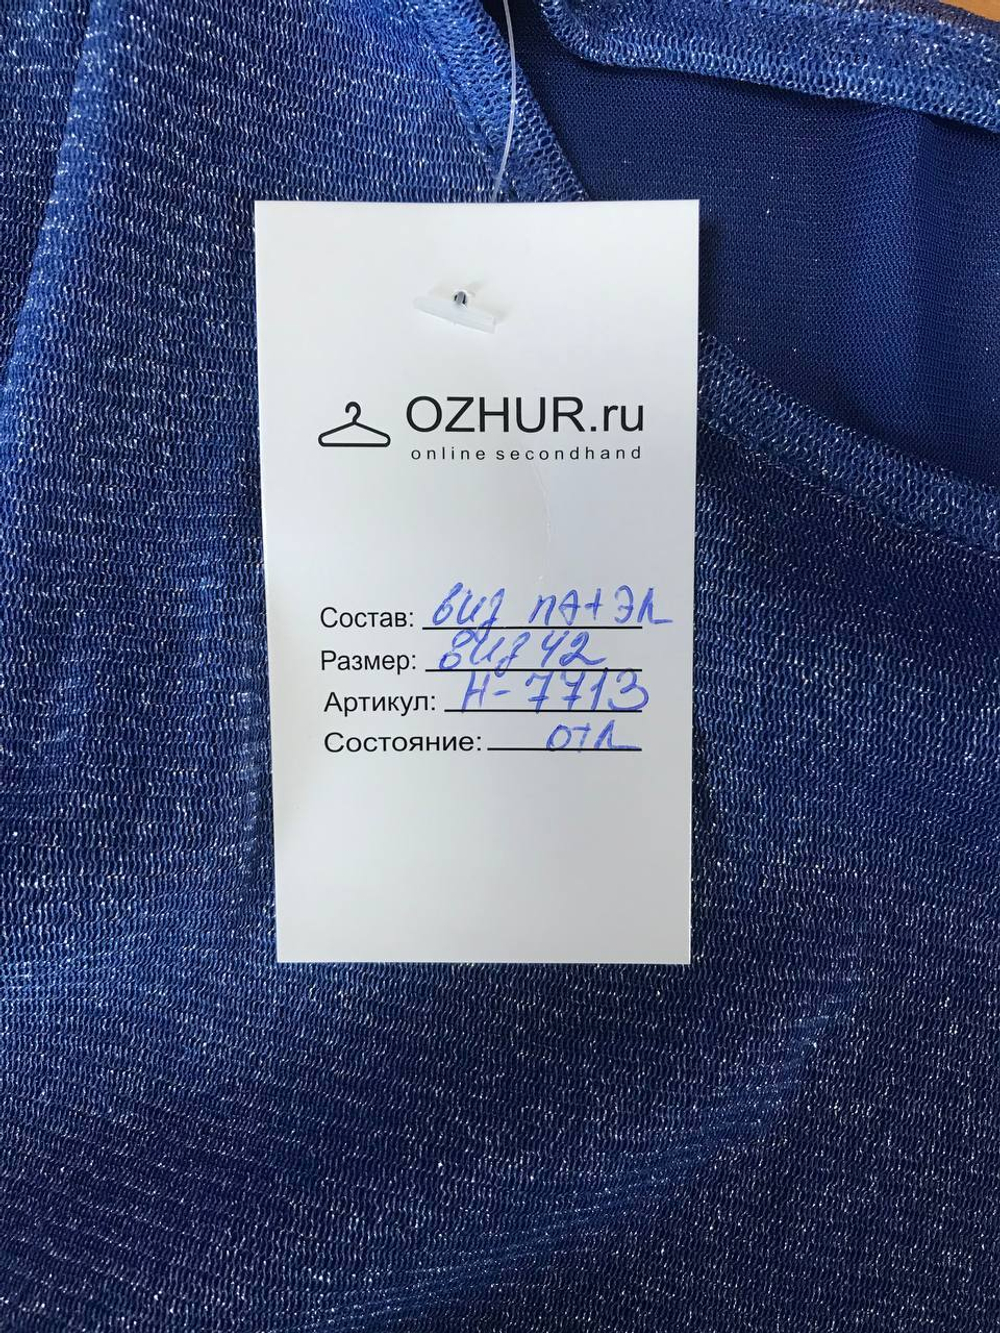 OZHUR.ru
online secondhand
Состав: виз ПА+ЭЛ
Размер: виз 42
Артикул: Н-7713
Состояние: отл